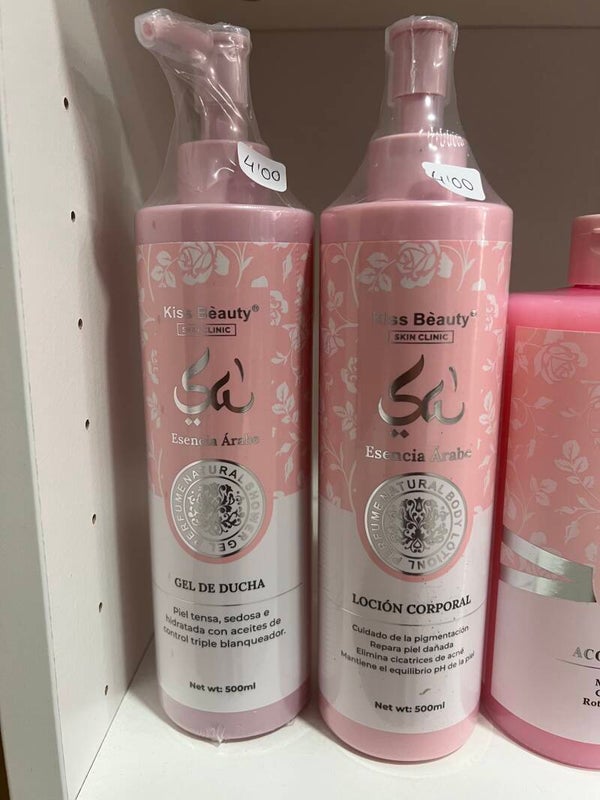 4'00
Kiss Bèauty®
SKIN CLINIC
Sa'
Esencia Árabe
PERFUME NATURAL SHOWER GEL
GEL DE DUCHA
Piel tensa, sedosa e
hidratada con aceites de
control triple blanqueador.
Net wt: 500ml
4'00
Kiss Bèauty®
SKIN CLINIC
Sa'
Esencia Árabe
PERFUME NATURAL BODY LOTION
LOCIÓN CORPORAL
Cuidado de la pigmentación
Repara piel dañada
Elimina cicatrices de acné
Mantiene el equilibrio pH de la piel
Net wt: 500ml